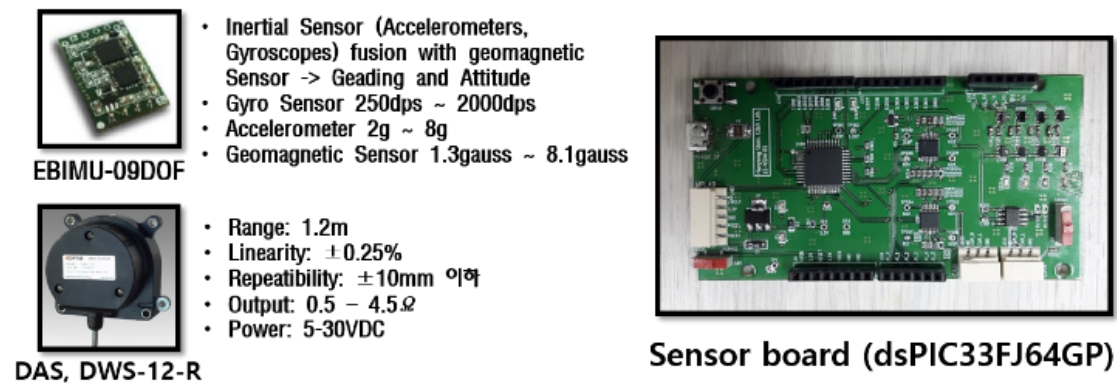 • Inertial Sensor (Accelerometers,
Gyroscopes) fusion with geomagnetic
Sensor -> Geading and Attitude
• Gyro Sensor 250dps ~ 2000dps
• Accelerometer 2g ~ 8g
• Geomagnetic Sensor 1.3gauss ~ 8.1gauss
EBIMU-09DOF
• Range: 1.2m
• Linearity: ±0.25%
• Repeatibility: ±10mm 이하
• Output: 0.5 - 4.5Ω
• Power: 5-30VDC
DAS, DWS-12-R
Sensor board (dsPIC33FJ64GP)